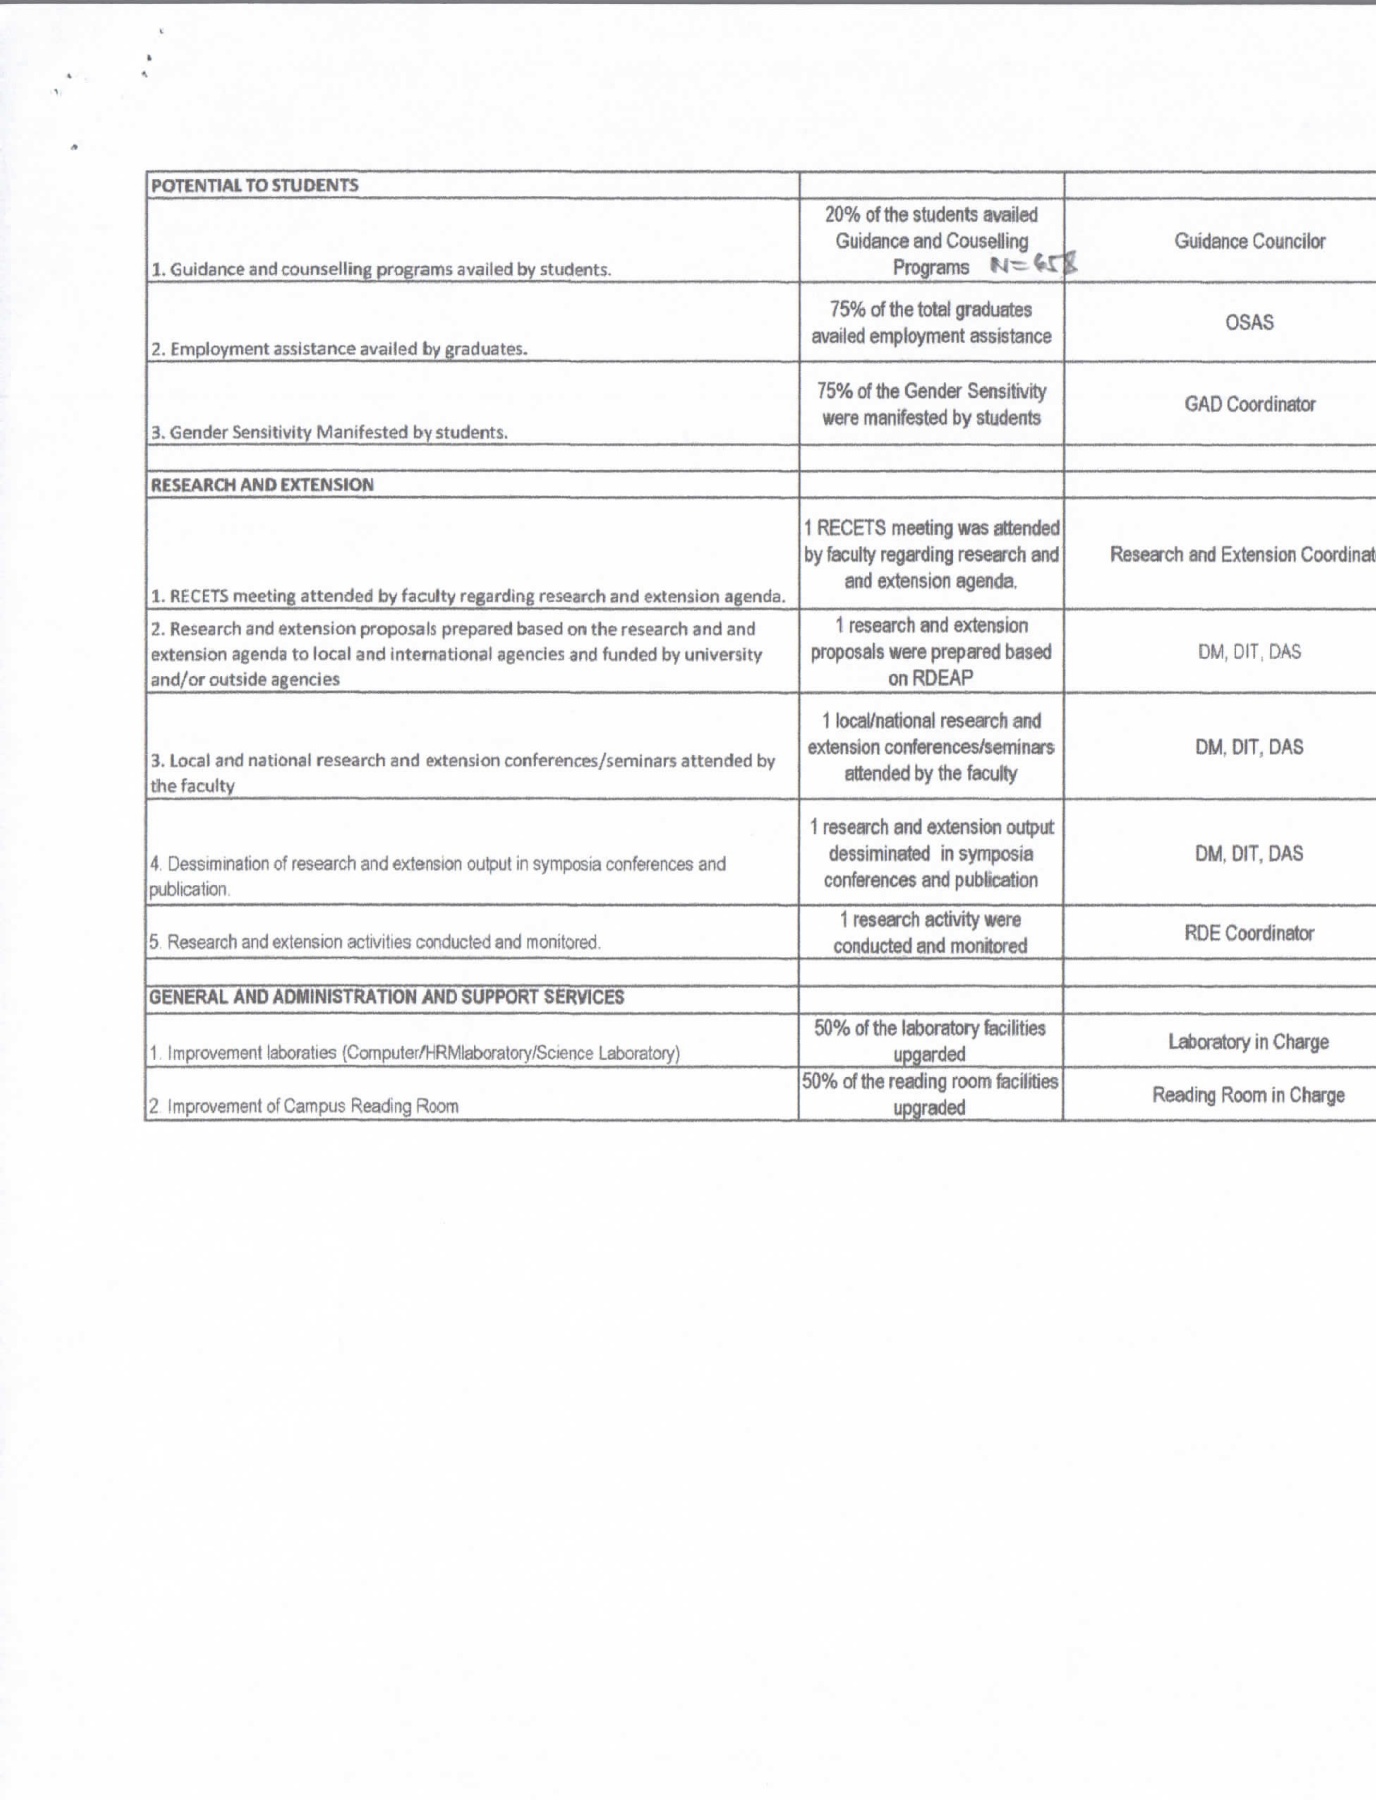 POTENTIAL TO STUDENTS
1. Guidance and counselling programs availed by students.
20% of the students availed
Guidance and Couselling
Programs N=658
Guidance Councilor
2. Employment assistance availed by graduates.
75% of the total graduates
availed employment assistance
OSAS
3. Gender Sensitivity Manifested by students.
75% of the Gender Sensitivity
were manifested by students
GAD Coordinator
RESEARCH AND EXTENSION
1. RECETS meeting attended by faculty regarding research and extension agenda.
1 RECETS meeting was attended
by faculty regarding research and
and extension agenda.
Research and Extension Coordinat
2. Research and extension proposals prepared based on the research and and
extension agenda to local and international agencies and funded by university
and/or outside agencies
1 research and extension
proposals were prepared based
on RDEAP
DM, DIT, DAS
3. Local and national research and extension conferences/seminars attended by
the faculty
1 local/national research and
extension conferences/seminars
attended by the faculty
DM, DIT, DAS
4. Dessimination of research and extension output in symposia conferences and
publication.
1 research and extension output
dessiminated in symposia
conferences and publication
DM, DIT, DAS
5. Research and extension activities conducted and monitored.
1 research activity were
conducted and monitored
RDE Coordinator
GENERAL AND ADMINISTRATION AND SUPPORT SERVICES
1. Improvement laboraties (Computer/HRMlaboratory/Science Laboratory)
50% of the laboratory facilities
upgarded
Laboratory in Charge
2. Improvement of Campus Reading Room
50% of the reading room facilities
upgraded
Reading Room in Charge